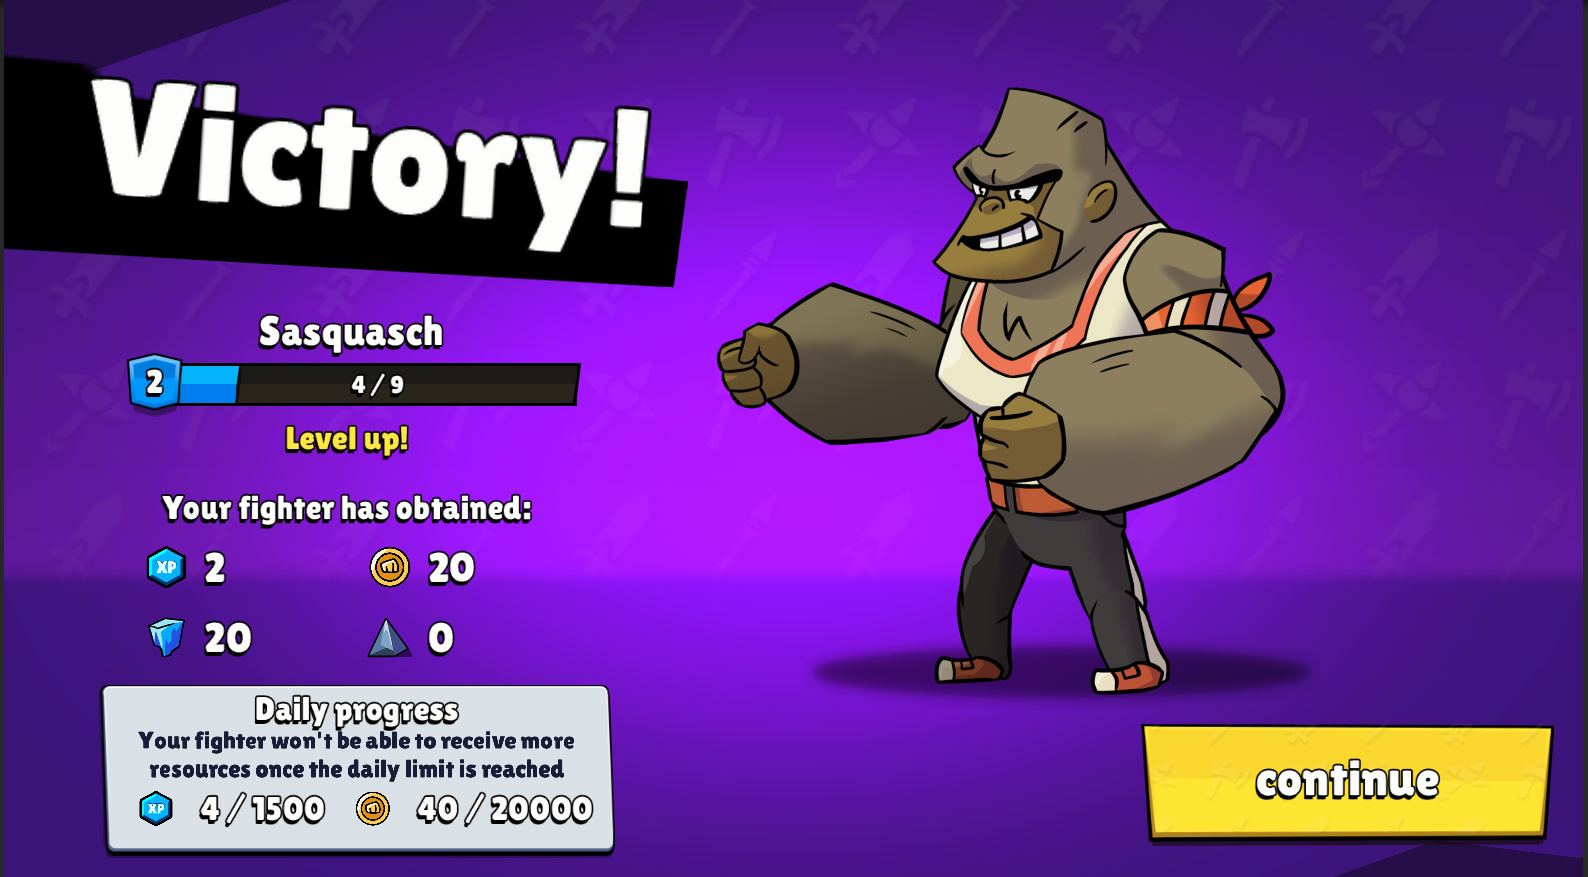 Victory!
Sasquasch
2
4 / 9
Level up!
Your fighter has obtained:
XP 2 20
20 0
Daily progress
Your fighter won't be able to receive more
resources once the daily limit is reached
XP 4 / 1500 40 / 20000
continue